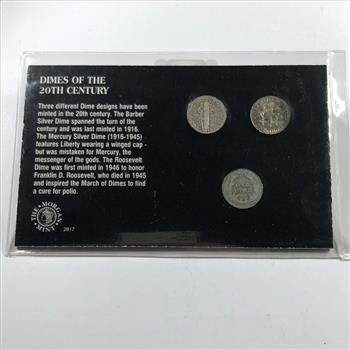 DIMES OF THE
20TH CENTURY
Three different Dime designs have been
minted in the 20th century. The Barber
Silver Dime spanned the turn of the
century and was last minted in 1916.
The Mercury Silver Dime (1916-1945)
features Liberty wearing a winged cap -
but was mistaken for Mercury, the
messenger of the gods. The Roosevelt
Dime was first minted in 1946 to honor
Franklin D. Roosevelt, who died in 1945
and inspired the March of Dimes to find
a cure for polio.
THE MORGAN MINT
2817